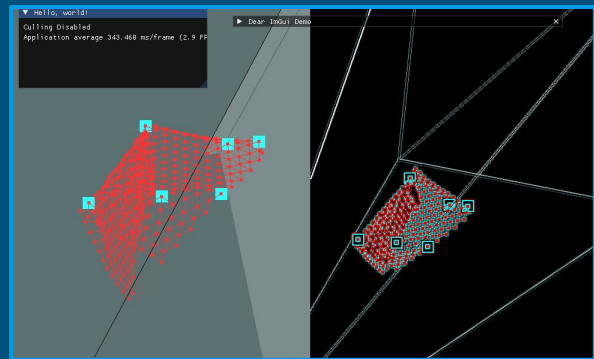 Hello, world!
Dear ImGui Demo
Culling Disabled
Application average 343.460 ms/frame (2.9 FP